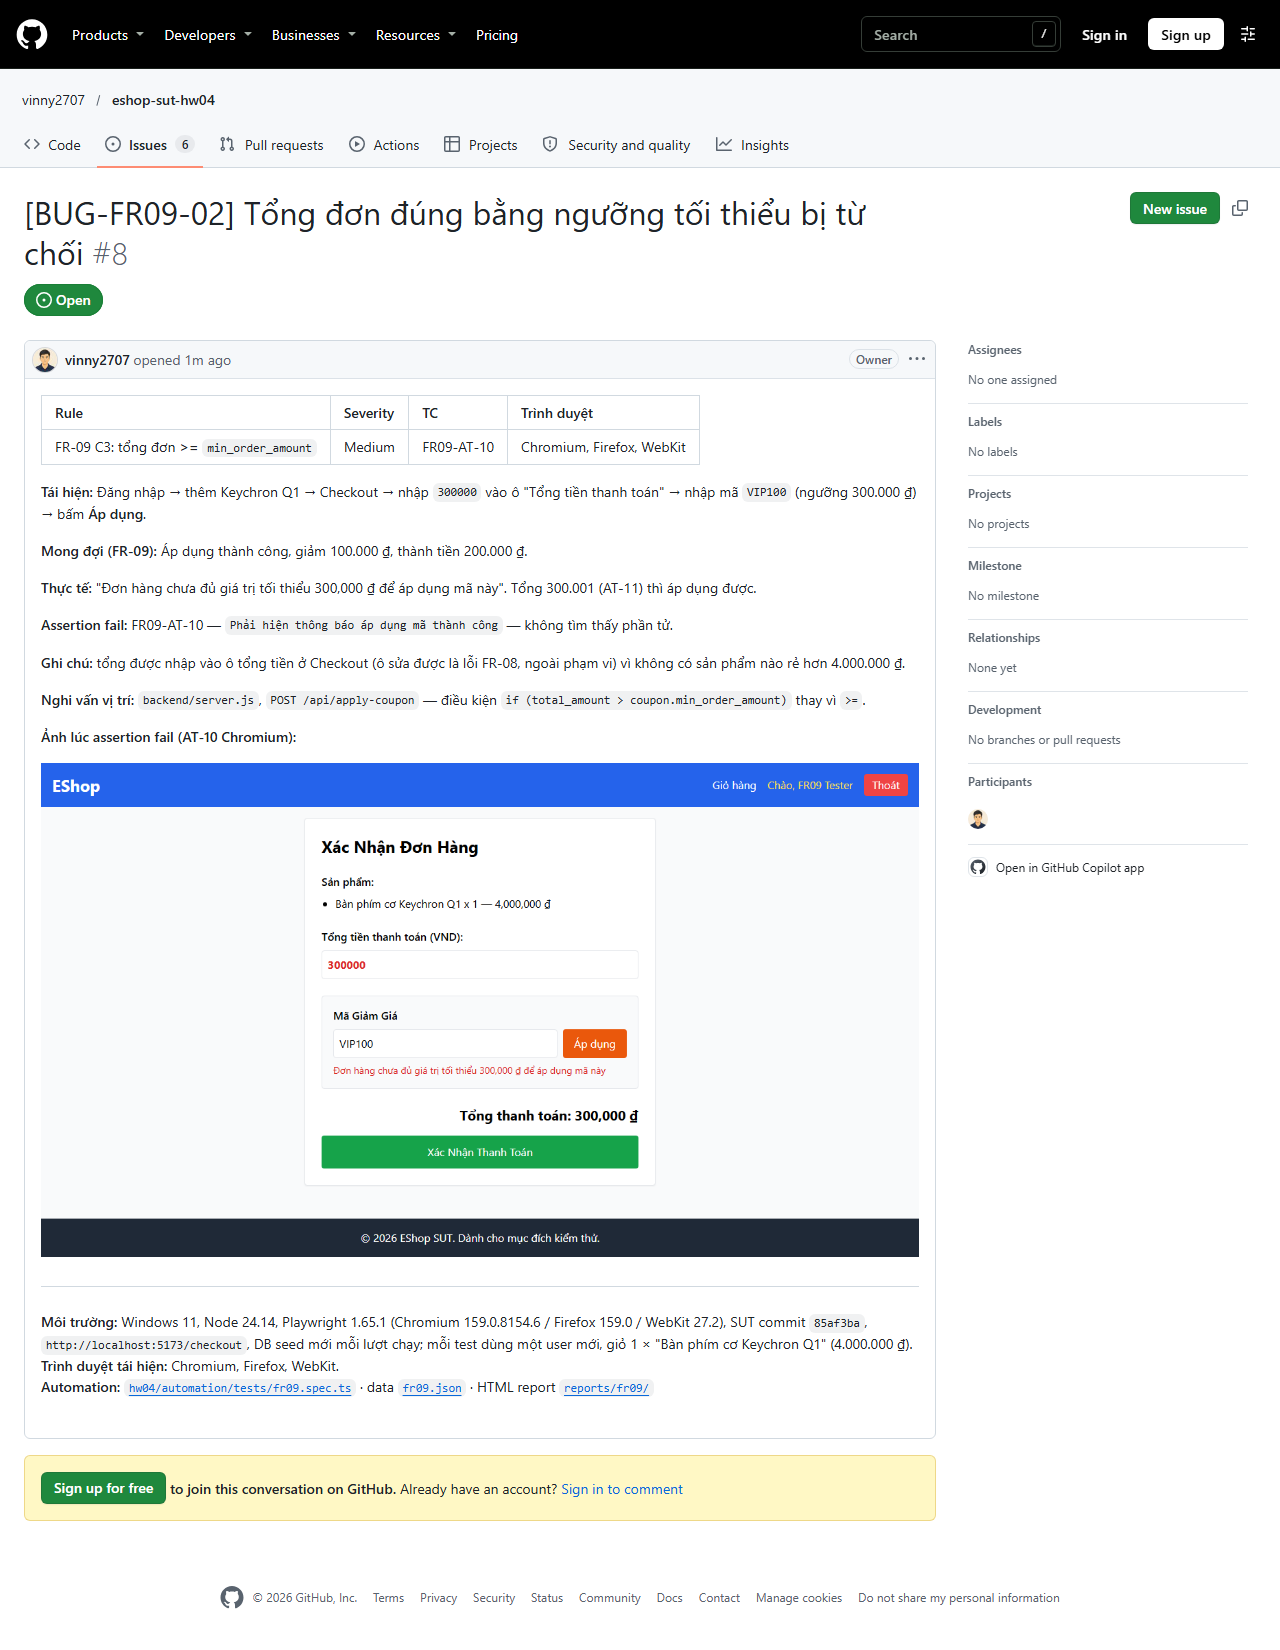 Products Developers Businesses Resources Pricing Search / Sign in Sign up
vinny2707 / eshop-sut-hw04
Code Issues 6 Pull requests Actions Projects Security and quality Insights
[BUG-FR09-02] Tổng đơn đúng bằng ngưỡng tối thiểu bị từ
chối #8
New issue
Open
vinny2707 opened 1m ago Owner
Rule Severity TC Trình duyệt
FR-09 C3: tổng đơn >= min_order_amount Medium FR09-AT-10 Chromium, Firefox, WebKit
Tái hiện: Đăng nhập → thêm Keychron Q1 → Checkout → nhập 300000 vào ô "Tổng tiền thanh toán" → nhập mã VIP100 (ngưỡng 300.000 ₫)
→ bấm Áp dụng.
Mong đợi (FR-09): Áp dụng thành công, giảm 100.000 ₫, thành tiền 200.000 ₫.
Thực tế: "Đơn hàng chưa đủ giá trị tối thiểu 300,000 ₫ để áp dụng mã này". Tổng 300.001 (AT-11) thì áp dụng được.
Assertion fail: FR09-AT-10 — Phải hiện thông báo áp dụng mã thành công — không tìm thấy phần tử.
Ghi chú: tổng được nhập vào ô tổng tiền ở Checkout (ô sửa được là lỗi FR-08, ngoài phạm vi) vì không có sản phẩm nào rẻ hơn 4.000.000 ₫.
Nghi vấn vị trí: backend/server.js, POST /api/apply-coupon — điều kiện if (total_amount > coupon.min_order_amount) thay vì >=.
Ảnh lúc assertion fail (AT-10 Chromium):
EShop Giỏ hàng Chào, FR09 Tester Thoát
Xác Nhận Đơn Hàng
Sản phẩm:
• Bàn phím cơ Keychron Q1 x 1 — 4,000,000 ₫
Tổng tiền thanh toán (VND):
300000
Mã Giảm Giá
VIP100 Áp dụng
Đơn hàng chưa đủ giá trị tối thiểu 300,000 ₫ để áp dụng mã này
Tổng thanh toán: 300,000 ₫
Xác Nhận Thanh Toán
© 2026 EShop SUT. Dành cho mục đích kiểm thử.
Môi trường: Windows 11, Node 24.14, Playwright 1.65.1 (Chromium 159.0.8154.6 / Firefox 159.0 / WebKit 27.2), SUT commit 85af3ba,
http://localhost:5173/checkout, DB seed mới mỗi lượt chạy; mỗi test dùng một user mới, giỏ 1 × "Bàn phím cơ Keychron Q1" (4.000.000 ₫).
Trình duyệt tái hiện: Chromium, Firefox, WebKit.
Automation: hw04/automation/tests/fr09.spec.ts · data fr09.json · HTML report reports/fr09/
Assignees
No one assigned
Labels
No labels
Projects
No projects
Milestone
No milestone
Relationships
None yet
Development
No branches or pull requests
Participants
Open in GitHub Copilot app
Sign up for free to join this conversation on GitHub. Already have an account? Sign in to comment
© 2026 GitHub, Inc. Terms Privacy Security Status Community Docs Contact Manage cookies Do not share my personal information